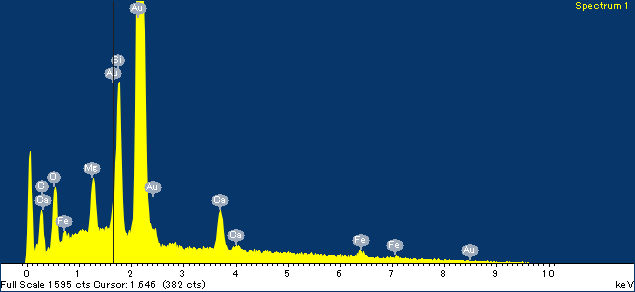 Spectrum 1
Au
Si
Au
Mg
O
C
Ca
Fe
Au
Ca
Ca
Fe
Fe
Au
0 1 2 3 4 5 6 7 8 9 10
Full Scale 1595 cts Cursor: 1.646 (382 cts) keV